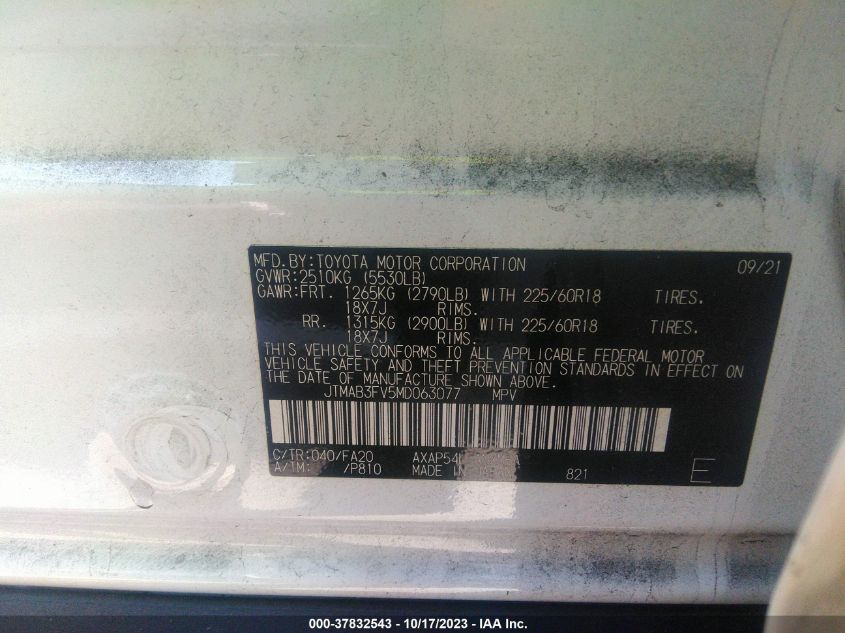 MFD.BY:TOYOTA MOTOR CORPORATION 09/21
GVWR:2510KG (5530LB)
GAWR:FRT. 1265KG (2790LB) WITH 225/60R18 TIRES.
18X7J RIMS.
RR. 1315KG (2900LB) WITH 225/60R18 TIRES.
18X7J RIMS.
THIS VEHICLE CONFORMS TO ALL APPLICABLE FEDERAL MOTOR
VEHICLE SAFETY AND THEFT PREVENTION STANDARDS IN EFFECT ON
THE DATE OF MANUFACTURE SHOWN ABOVE.
JTMAB3FV5MD063077 MPV
C/TR:040/FA20 AXAP54
A/TM: /P810 MADE IN 821 E
000-37832543 - 10/17/2023 - IAA Inc.